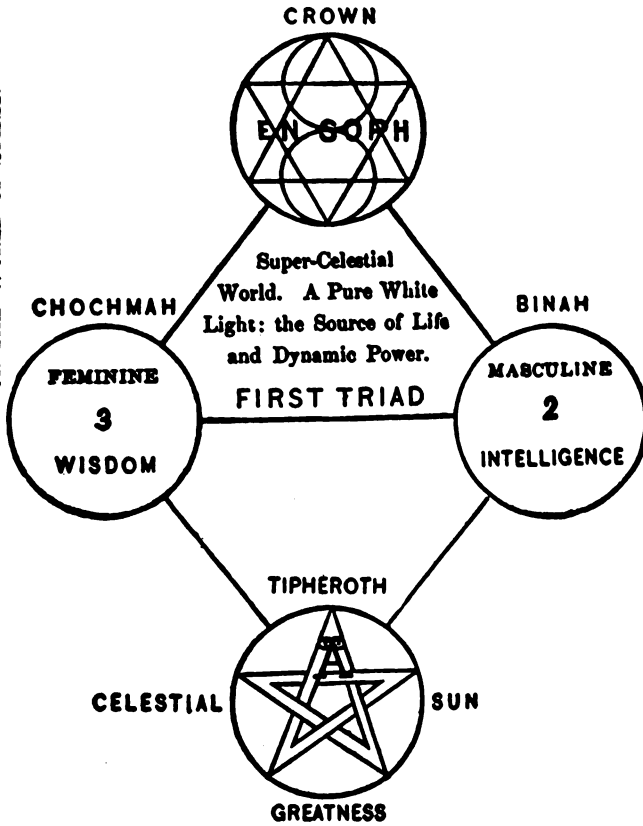 CROWN
EN SOPH
Super-Celestial
World. A Pure White
Light: the Source of Life
and Dynamic Power.
FIRST TRIAD
CHOCHMAH
FEMININE
3
WISDOM
BINAH
MASCULINE
2
INTELLIGENCE
TIPHEROTH
A
CELESTIAL
SUN
GREATNESS